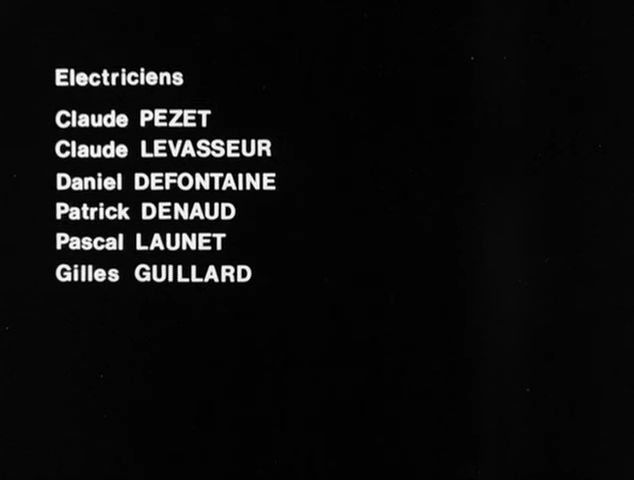 Electriciens
Claude PEZET
Claude LEVASSEUR
Daniel DEFONTAINE
Patrick DENAUD
Pascal LAUNET
Gilles GUILLARD